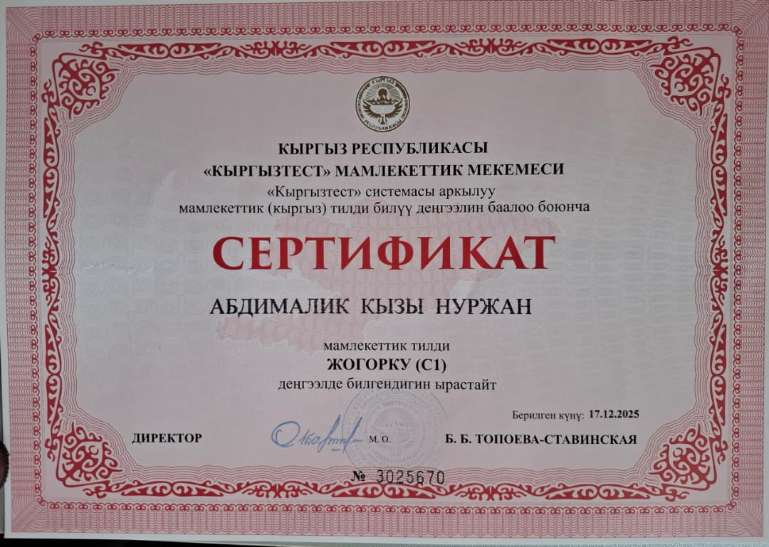 КЫРГЫЗ РЕСПУБЛИКАСЫ
«КЫРГЫЗТЕСТ» МАМЛЕКЕТТИК МЕКЕМЕСИ
«Кыргызтест» системасы аркылуу
мамлекеттик (кыргыз) тилди билүү деңгээлин баалоо боюнча
СЕРТИФИКАТ
АБДИМАЛИК КЫЗЫ НУРЖАН
мамлекеттик тилди
ЖОГОРКУ (С1)
деңгээлде билгендигин ырастайт
Берилген күнү: 17.12.2025
ДИРЕКТОР М. О. Б. Б. ТОПОЕВА-СТАВИНСКАЯ
№ 3025670